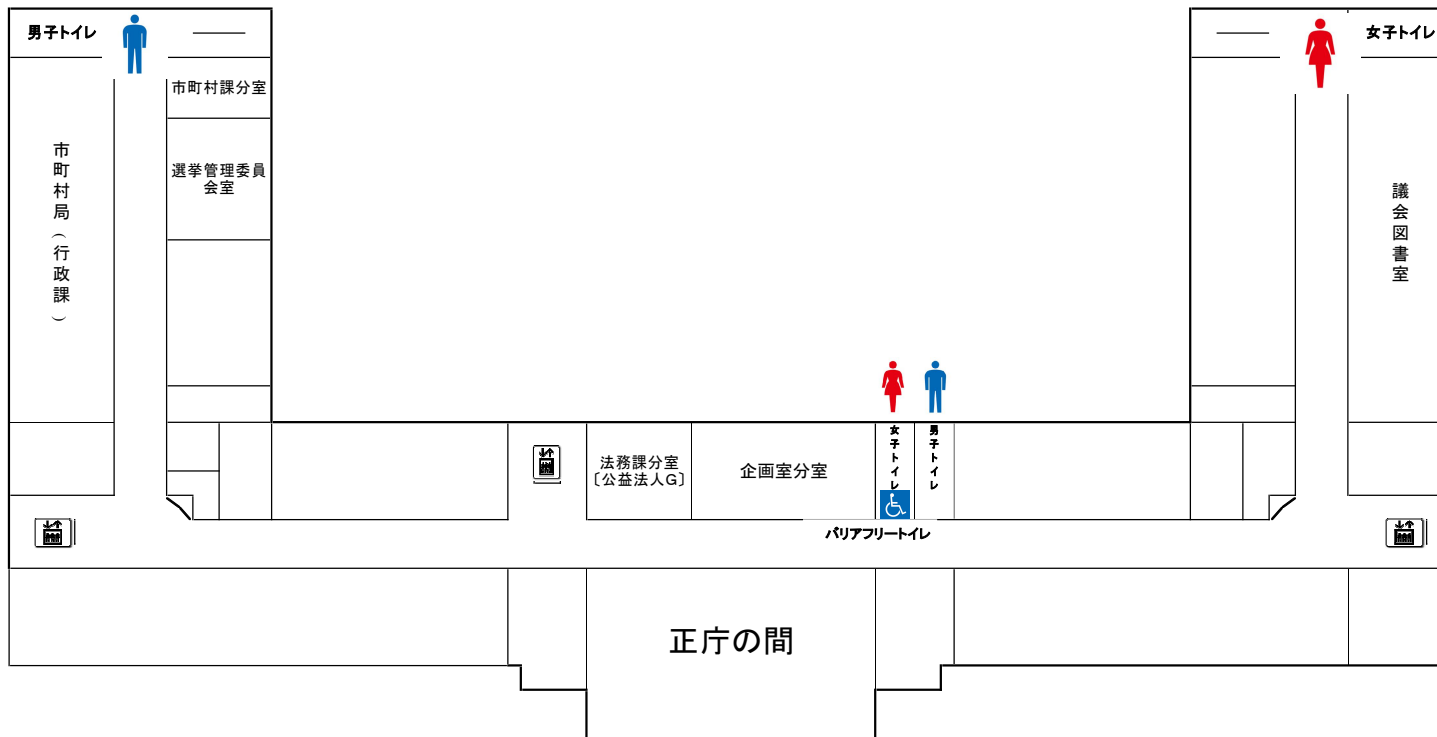 男子トイレ
女子トイレ
市町村課分室
市町村局(行政課)
選挙管理委員
会室
議会図書室
法務課分室
〔公益法人G〕
企画室分室
女子トイレ
男子トイレ
バリアフリートイレ
正庁の間